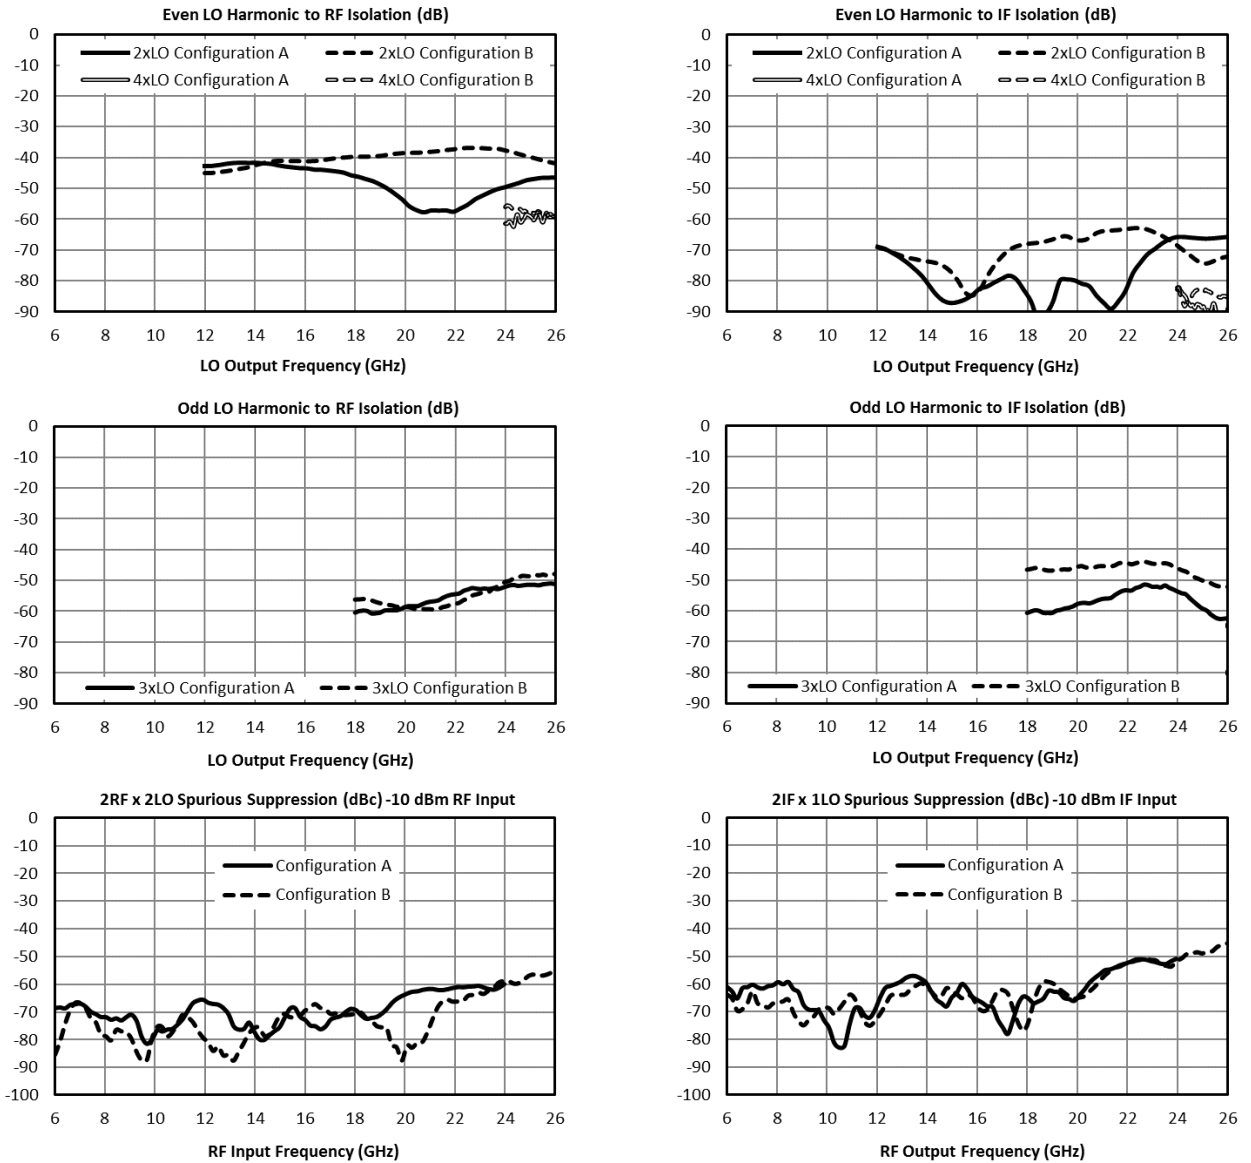 Even LO Harmonic to RF Isolation (dB)
0
-10
-20
-30
-40
-50
-60
-70
-80
-90
2xLO Configuration A
2xLO Configuration B
4xLO Configuration A
4xLO Configuration B
6 8 10 12 14 16 18 20 22 24 26
LO Output Frequency (GHz)
Even LO Harmonic to IF Isolation (dB)
0
-10
-20
-30
-40
-50
-60
-70
-80
-90
2xLO Configuration A
2xLO Configuration B
4xLO Configuration A
4xLO Configuration B
6 8 10 12 14 16 18 20 22 24 26
LO Output Frequency (GHz)
Odd LO Harmonic to RF Isolation (dB)
0
-10
-20
-30
-40
-50
-60
-70
-80
-90
3xLO Configuration A
3xLO Configuration B
6 8 10 12 14 16 18 20 22 24 26
LO Output Frequency (GHz)
Odd LO Harmonic to IF Isolation (dB)
0
-10
-20
-30
-40
-50
-60
-70
-80
-90
3xLO Configuration A
3xLO Configuration B
6 8 10 12 14 16 18 20 22 24 26
LO Output Frequency (GHz)
2RF x 2LO Spurious Suppression (dBc) -10 dBm RF Input
0
-10
-20
-30
-40
-50
-60
-70
-80
-90
-100
Configuration A
Configuration B
6 8 10 12 14 16 18 20 22 24 26
RF Input Frequency (GHz)
2IF x 1LO Spurious Suppression (dBc) -10 dBm IF Input
0
-10
-20
-30
-40
-50
-60
-70
-80
-90
-100
Configuration A
Configuration B
6 8 10 12 14 16 18 20 22 24 26
RF Output Frequency (GHz)